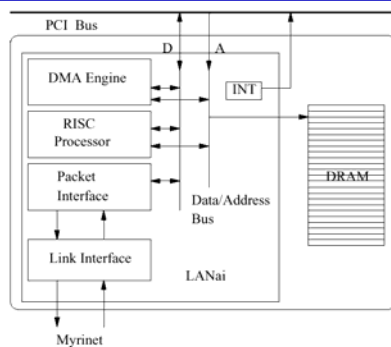 PCI Bus
D
A
DMA Engine
INT
RISC
Processor
DRAM
Packet
Interface
Data/Address
Bus
Link Interface
LANai
Myrinet